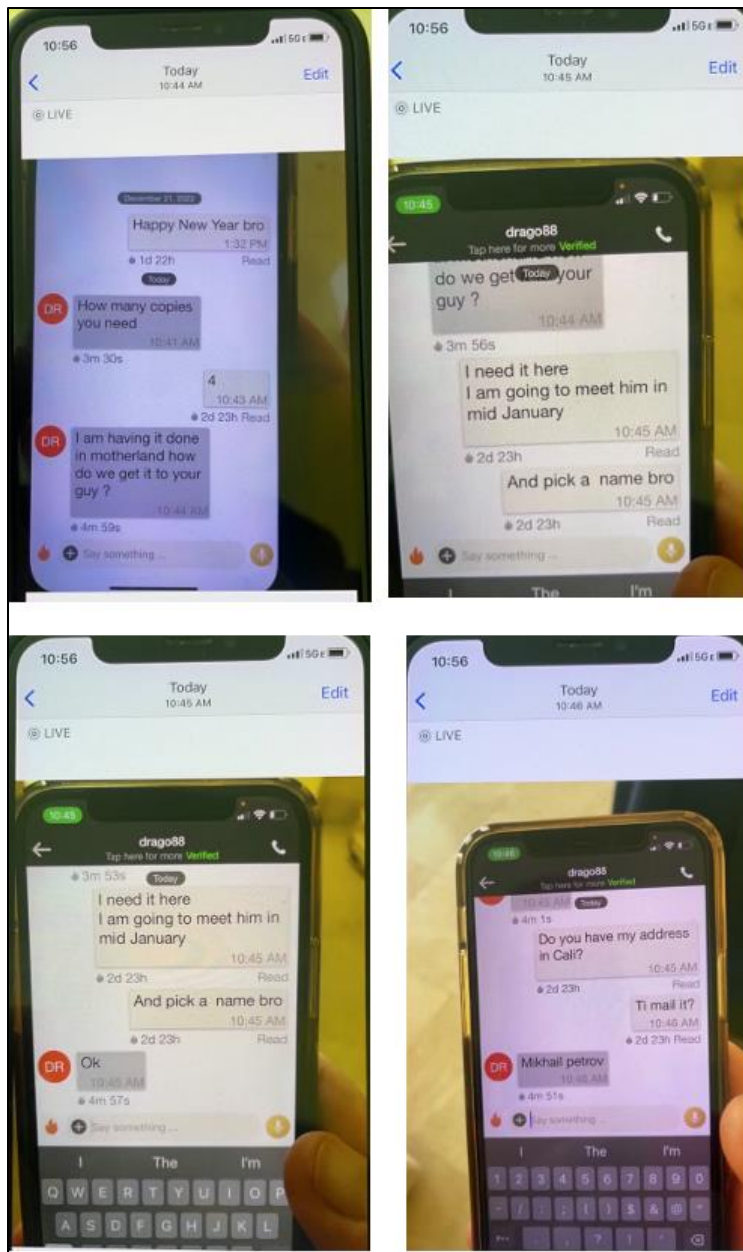 10:56
5G E
Today
10:44 AM
Edit
LIVE
December 31, 2022
Happy New Year bro
1:32 PM
1d 22h
Read
Today
DR
How many copies
you need
10:41 AM
3m 30s
4
10:43 AM
2d 23h Read
DR
I am having it done
in motherland how
do we get it to your
guy ?
10:44 AM
4m 59s
Say something ...
10:56
5G E
Today
10:45 AM
Edit
LIVE
10:45
drago88
Tap here for more Verified
do we get
Today
your
guy ?
10:44 AM
3m 56s
I need it here
I am going to meet him in
mid January
10:45 AM
2d 23h
Read
And pick a name bro
10:45 AM
2d 23h
Read
Say something ...
I The I'm
10:56
5G E
Today
10:45 AM
Edit
LIVE
10:45
drago88
Tap here for more Verified
3m 53s
Today
I need it here
I am going to meet him in
mid January
10:45 AM
2d 23h
Read
And pick a name bro
10:45 AM
2d 23h
Read
DR
Ok
10:45 AM
4m 57s
Say something ...
I The I'm
Q W E R T Y U I O P
A S D F G H J K L
10:56
5G E
Today
10:46 AM
Edit
LIVE
10:46
drago88
Tap here for more Verified
10:45 AM
Today
4m 1s
Do you have my address
in Cali?
10:45 AM
2d 23h
Read
Ti mail it?
10:46 AM
2d 23h Read
DR
Mikhail petrov
10:46 AM
4m 51s
Say something ...
I The I'm
1 2 3 4 5 6 7 8 9 0
- / : ; ( ) $ & @ "
. , ? ! '